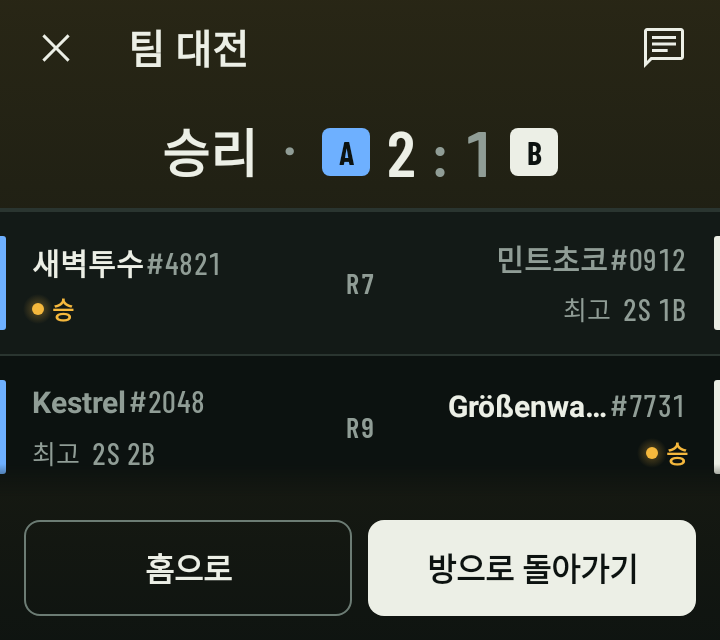 팀 대전
승리 · A 2 : 1 B
새벽투수#4821
승
R7
민트초코#0912
최고 2S 1B
Kestrel#2048
최고 2S 2B
R9
Größenwa…#7731
승
홈으로
방으로 돌아가기